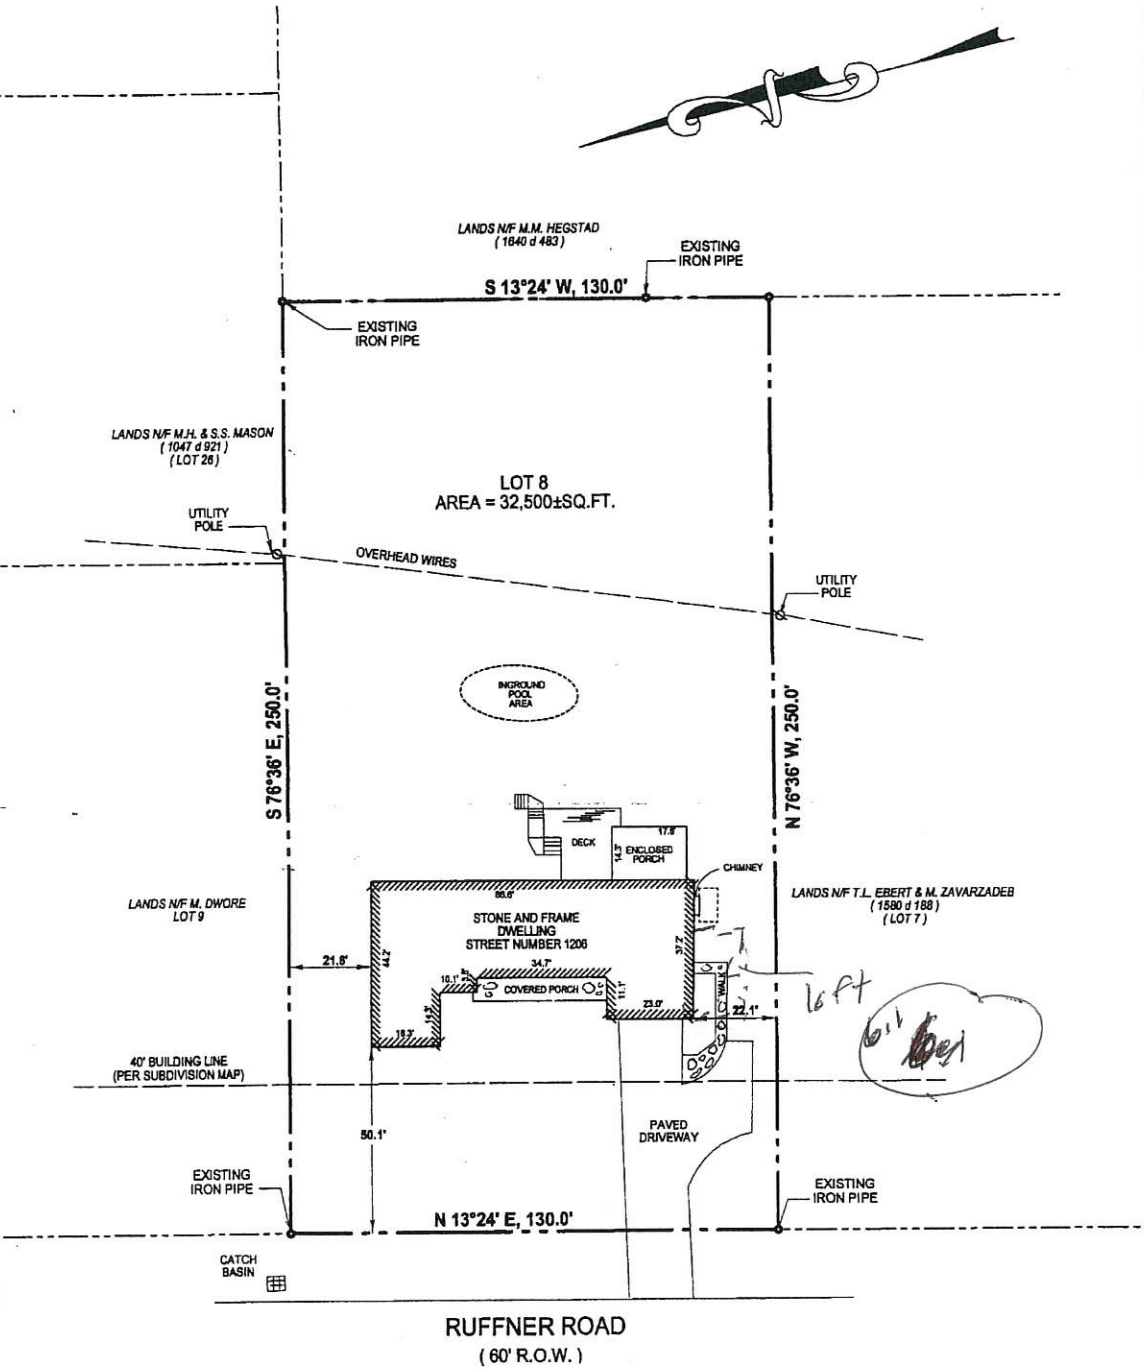 LANDS N/F M.M. HEGSTAD
( 1640 d 483 )
EXISTING
IRON PIPE
S 13°24' W, 130.0'
EXISTING
IRON PIPE
LANDS N/F M.H. & S.S. MASON
( 1047 d 921 )
( LOT 26 )
LOT 8
AREA = 32,500±SQ.FT.
UTILITY
POLE
OVERHEAD WIRES
UTILITY
POLE
INGROUND
POOL
AREA
S 76°36' E, 250.0'
N 76°36' W, 250.0'
DECK
17.6'
14.3'
ENCLOSED
PORCH
CHIMNEY
LANDS N/F M. DWORE
LOT 9
LANDS N/F T.L. EBERT & M. ZAVARZADEB
( 1580 d 188 )
( LOT 7 )
86.6'
STONE AND FRAME
DWELLING
STREET NUMBER 1206
44.2'
37.2'
21.8'
34.7'
10.1'
COVERED PORCH
11.1'
WALK
16 ft
18.3'
14.3'
23.0'
22.1'
40' BUILDING LINE
(PER SUBDIVISION MAP)
50.1'
PAVED
DRIVEWAY
EXISTING
IRON PIPE
EXISTING
IRON PIPE
N 13°24' E, 130.0'
CATCH
BASIN
RUFFNER ROAD
( 60' R.O.W. )